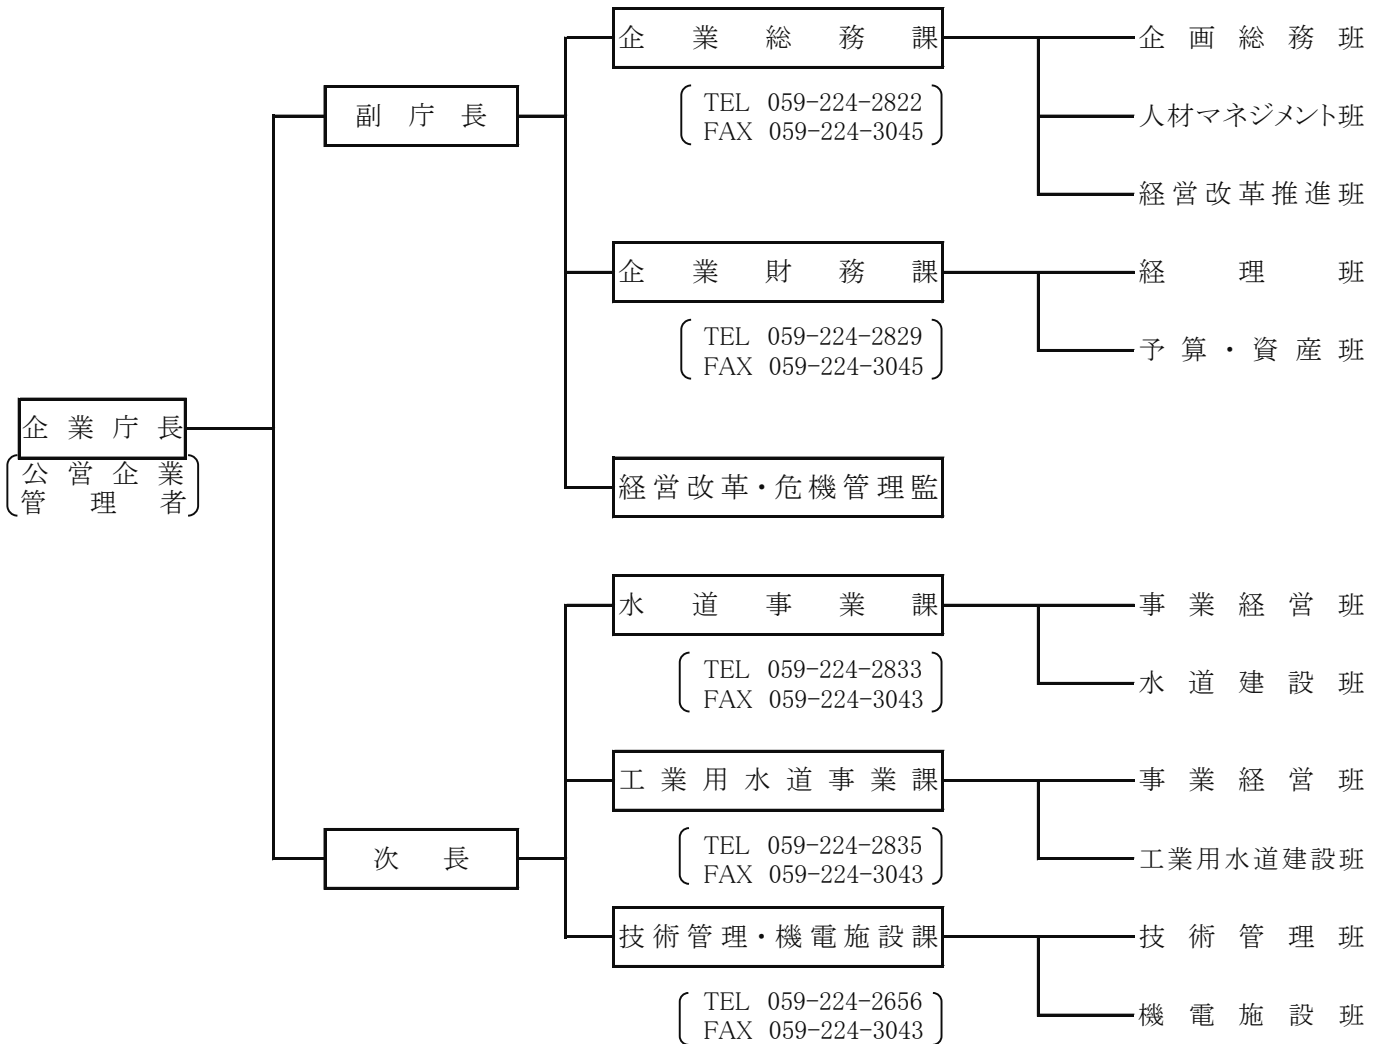 企業総務課
TEL 059-224-2822
FAX 059-224-3045
企画総務班
人材マネジメント班
経営改革推進班
副庁長
企業財務課
TEL 059-224-2829
FAX 059-224-3045
経理班
予算・資産班
企業庁長
公営企業
管理者
経営改革・危機管理監
水道事業課
TEL 059-224-2833
FAX 059-224-3043
事業経営班
水道建設班
工業用水道事業課
TEL 059-224-2835
FAX 059-224-3043
事業経営班
工業用水道建設班
次長
技術管理・機電施設課
TEL 059-224-2656
FAX 059-224-3043
技術管理班
機電施設班